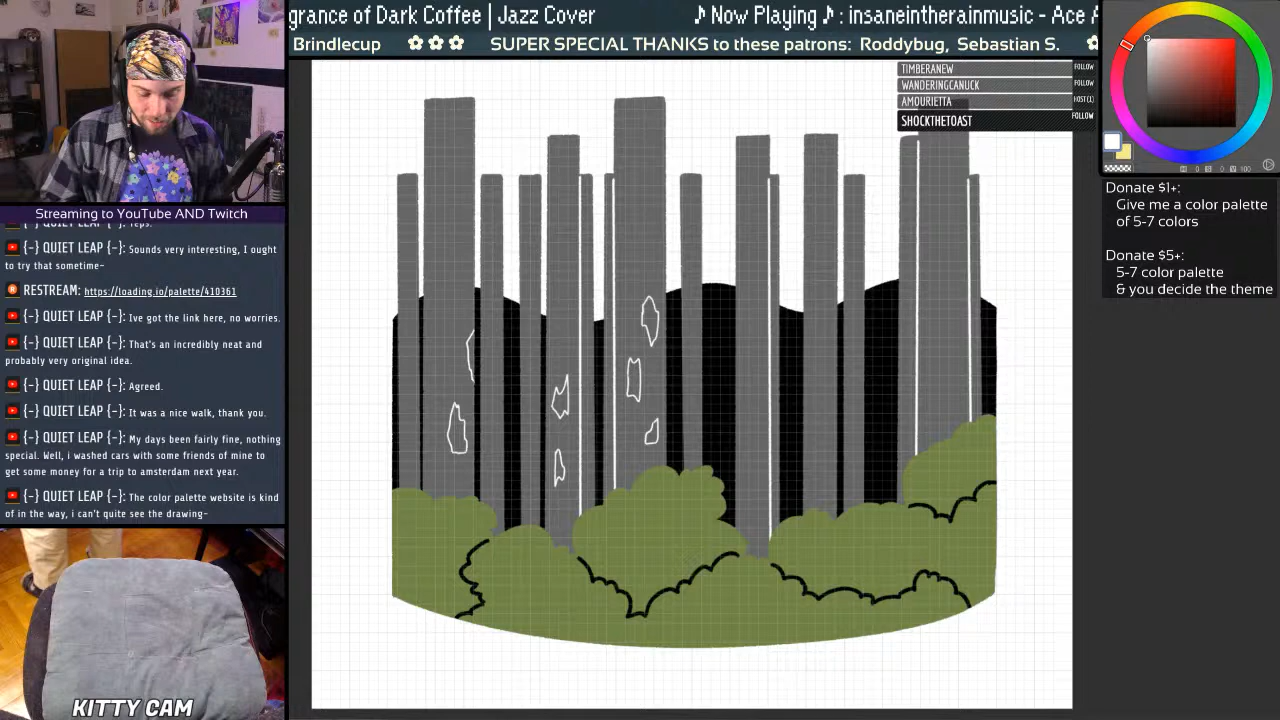 grance of Dark Coffee | Jazz Cover
♪ Now Playing ♪ : insaneintherainmusic - Ace A
Brindlecup ✿ ✿ ✿ SUPER SPECIAL THANKS to these patrons: Roddybug, Sebastian S.
TIMBERANEW FOLLOW
WANDERINGCANUCK FOLLOW
AMOURIETTA HOST(1)
SHOCKTHETOAST FOLLOW
Donate $1+:
Give me a color palette
of 5-7 colors
Donate $5+:
5-7 color palette
& you decide the theme
Streaming to YouTube AND Twitch
{-} QUIET LEAP {-}: Yeps.
{-} QUIET LEAP {-}: Sounds very interesting, I ought
to try that sometime~
RESTREAM: https://loading.io/palette/410361
{-} QUIET LEAP {-}: Ive got the link here, no worries.
{-} QUIET LEAP {-}: That's an incredibly neat and
probably very original idea.
{-} QUIET LEAP {-}: Agreed.
{-} QUIET LEAP {-}: It was a nice walk, thank you.
{-} QUIET LEAP {-}: My days been fairly fine, nothing
special. Well, i washed cars with some friends of mine to
get some money for a trip to amsterdam next year.
{-} QUIET LEAP {-}: The color palette website is kind
of in the way, i can't quite see the drawing~
KITTY CAM